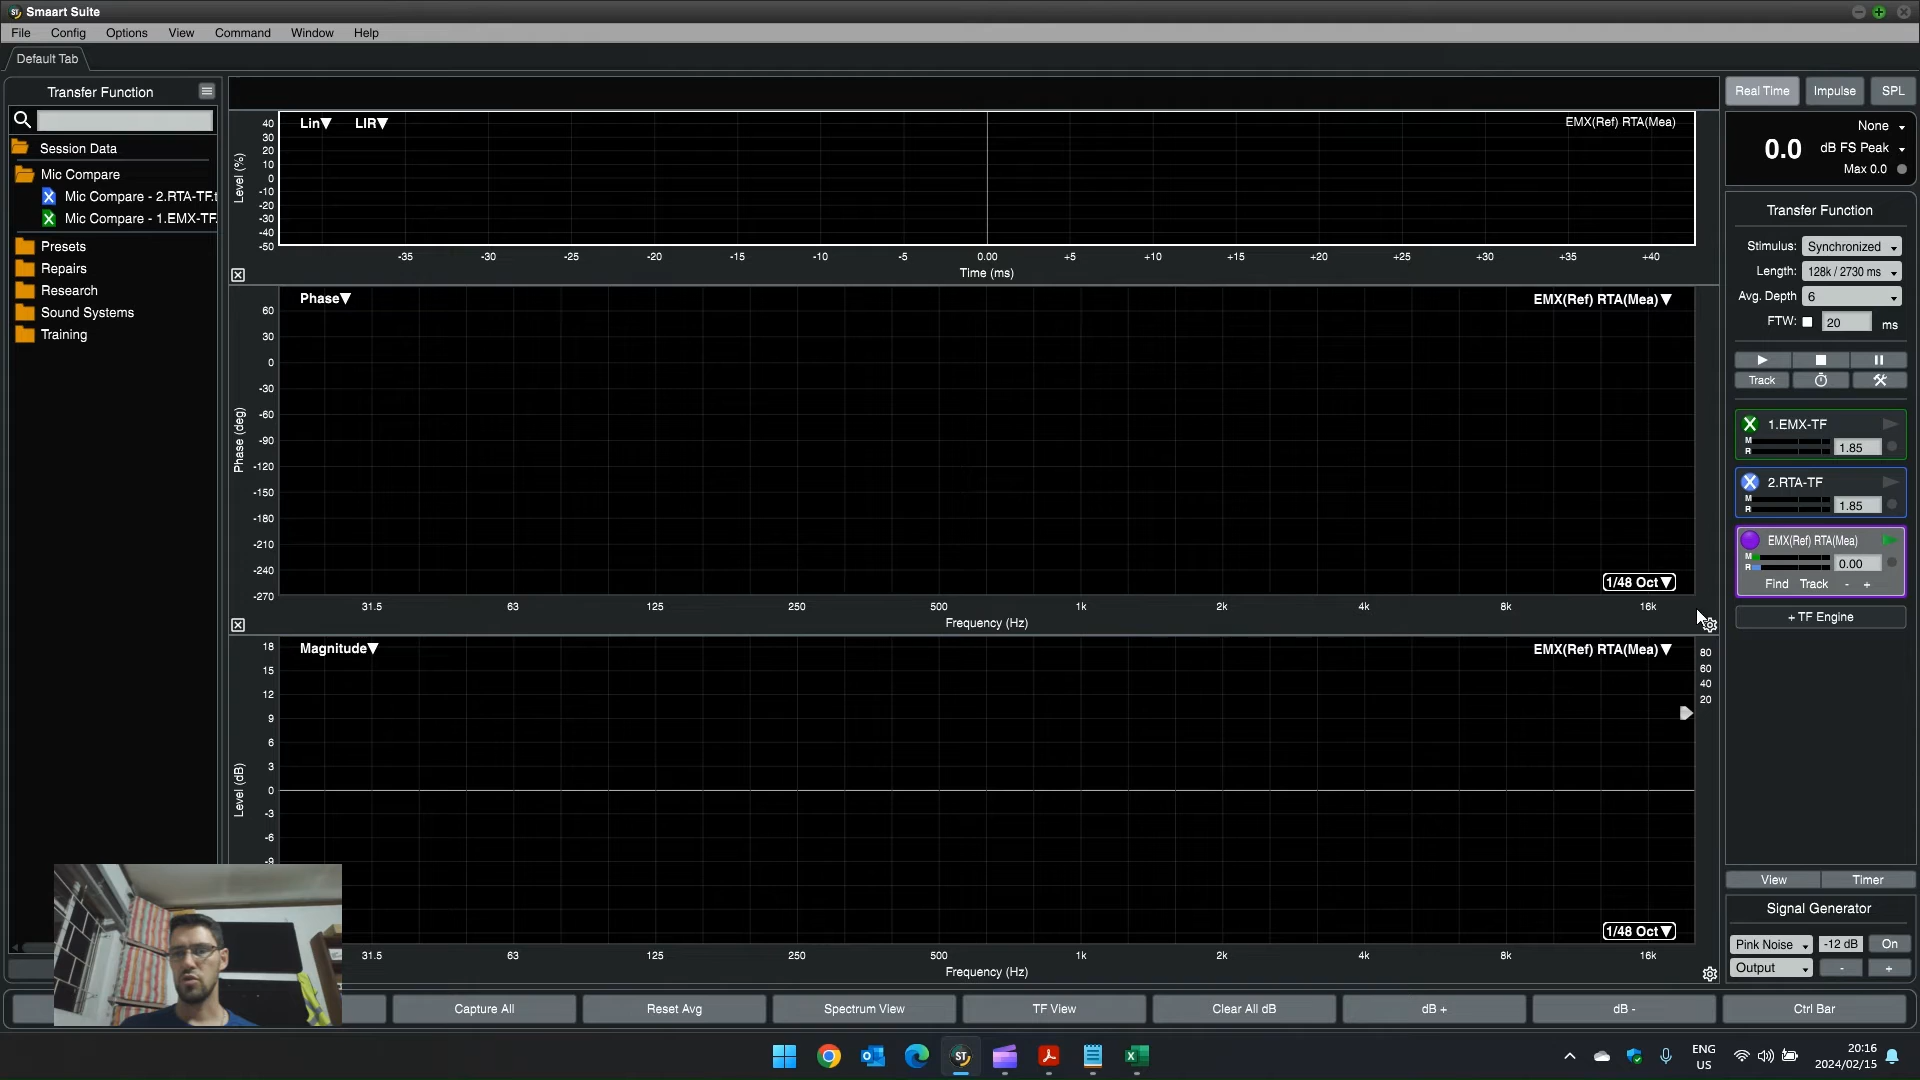 Smaart Suite
File Config Options View Command Window Help
Default Tab
Transfer Function
Session Data
Mic Compare
Mic Compare - 2.RTA-TF.t
Mic Compare - 1.EMX-TF.
Presets
Repairs
Research
Sound Systems
Training
Lin▼ LIR▼ EMX(Ref) RTA(Mea)
Level (%)
40
30
20
10
0
-10
-20
-30
-40
-50
-35 -30 -25 -20 -15 -10 -5 0.00 +5 +10 +15 +20 +25 +30 +35 +40
Time (ms)
Phase▼ EMX(Ref) RTA(Mea)▼
Phase (deg)
60
30
0
-30
-60
-90
-120
-150
-180
-210
-240
-270
1/48 Oct▼
31.5 63 125 250 500 1k 2k 4k 8k 16k
Frequency (Hz)
Magnitude▼ EMX(Ref) RTA(Mea)▼
Level (dB)
18
15
12
9
6
3
0
-3
-6
-9
80
60
40
20
1/48 Oct▼
31.5 63 125 250 500 1k 2k 4k 8k 16k
Frequency (Hz)
Real Time Impulse SPL
None
0.0 dB FS Peak
Max 0.0
Transfer Function
Stimulus: Synchronized
Length: 128k / 2730 ms
Avg. Depth 6
FTW: 20 ms
Track
1.EMX-TF
M
R 1.85
2.RTA-TF
M
R 1.85
EMX(Ref) RTA(Mea)
M
R 0.00
Find Track - +
+ TF Engine
View Timer
Signal Generator
Pink Noise -12 dB On
Output - +
Capture All Reset Avg Spectrum View TF View Clear All dB dB + dB - Ctrl Bar
ST
ENG
US
20:16
2024/02/15